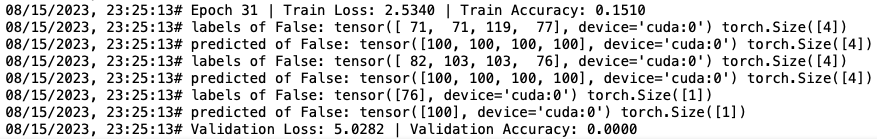 08/15/2023, 23:25:13# Epoch 31 | Train Loss: 2.5340 | Train Accuracy: 0.1510
08/15/2023, 23:25:13# labels of False: tensor([ 71,  71, 119,  77], device='cuda:0') torch.Size([4])
08/15/2023, 23:25:13# predicted of False: tensor([100, 100, 100, 100], device='cuda:0') torch.Size([4])
08/15/2023, 23:25:13# labels of False: tensor([ 82, 103, 103,  76], device='cuda:0') torch.Size([4])
08/15/2023, 23:25:13# predicted of False: tensor([100, 100, 100, 100], device='cuda:0') torch.Size([4])
08/15/2023, 23:25:13# labels of False: tensor([76], device='cuda:0') torch.Size([1])
08/15/2023, 23:25:13# predicted of False: tensor([100], device='cuda:0') torch.Size([1])
08/15/2023, 23:25:13# Validation Loss: 5.0282 | Validation Accuracy: 0.0000